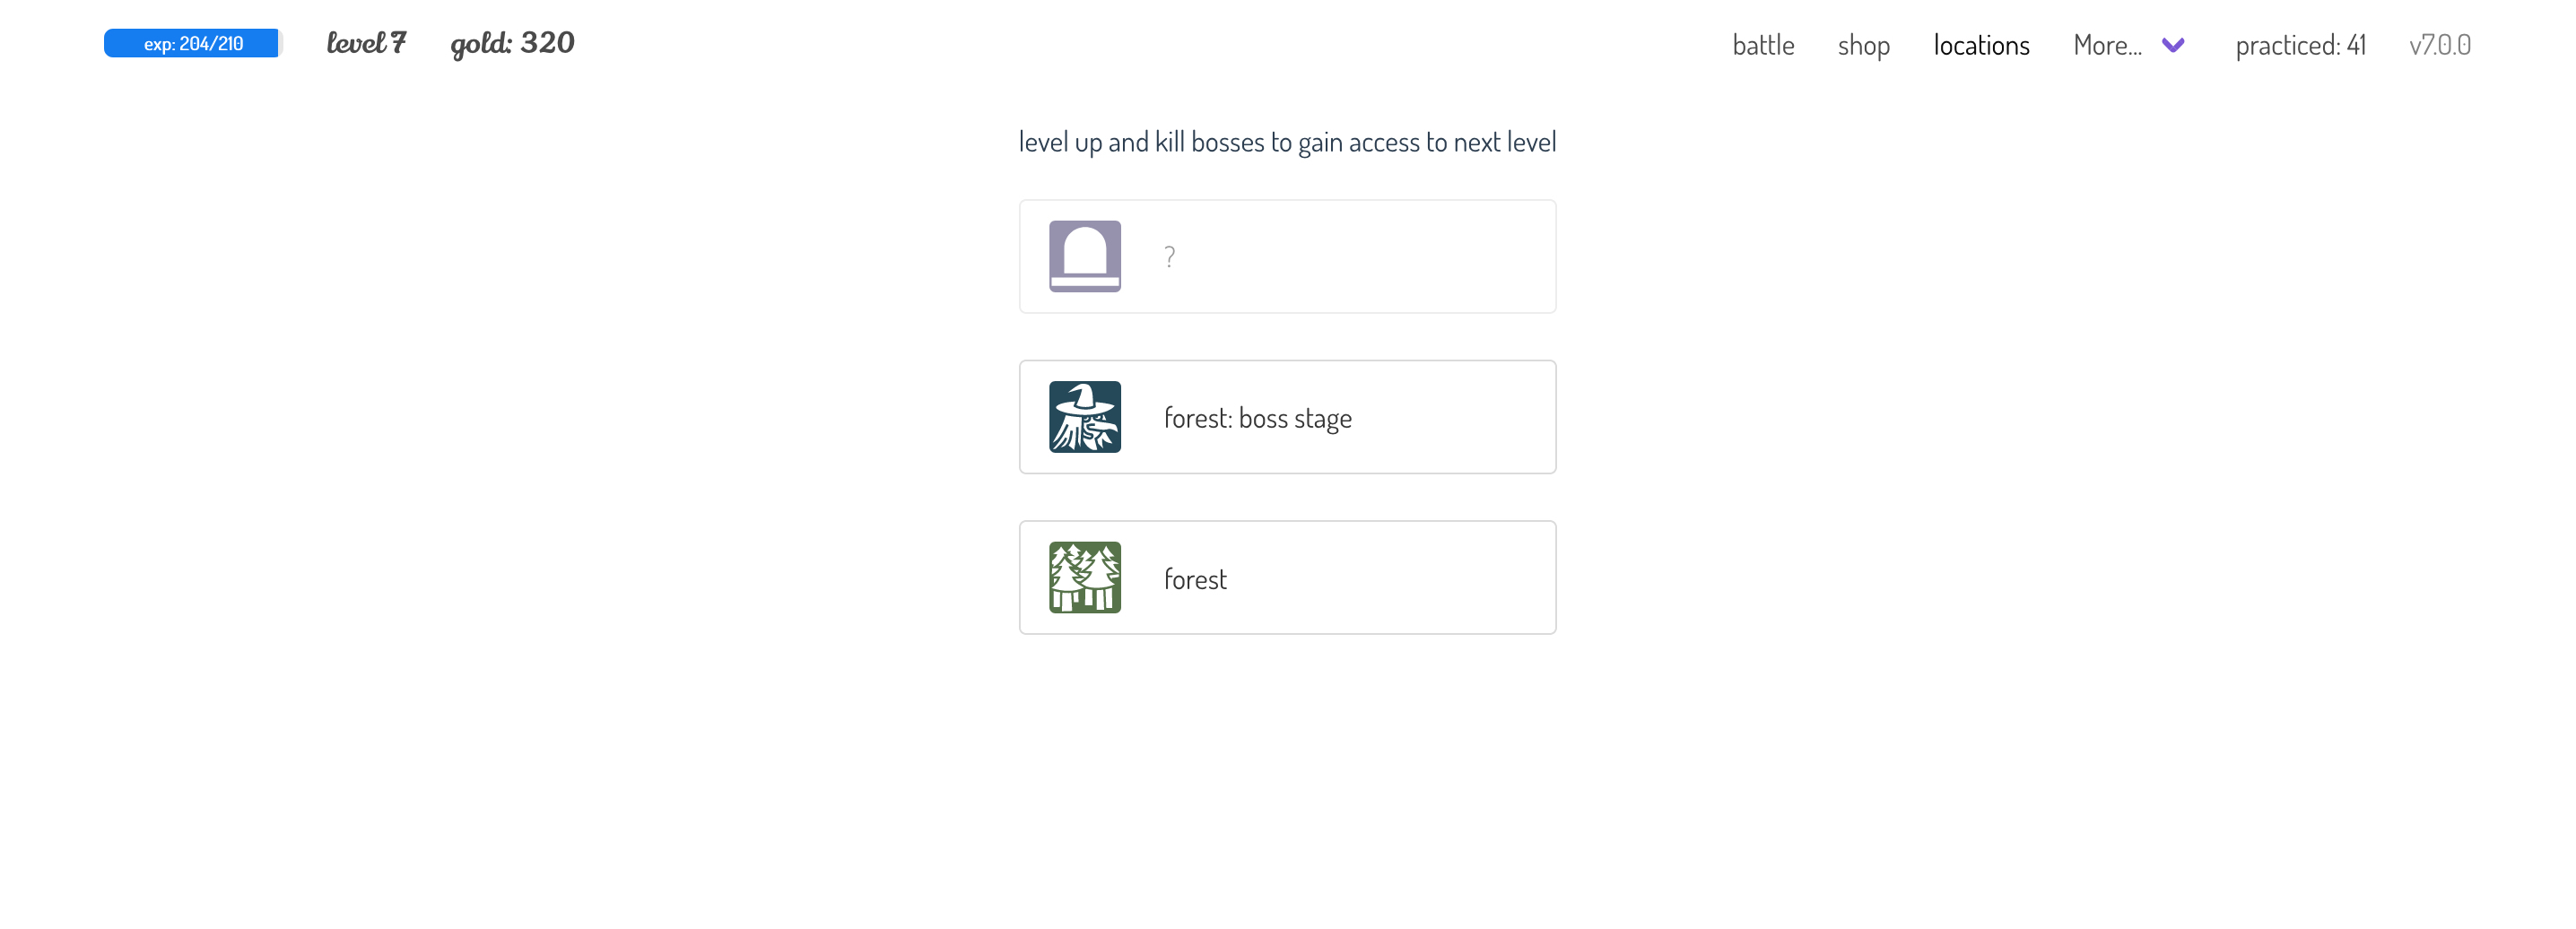 exp: 204/210 level 7 gold: 320 battle shop locations More... practiced: 41 v7.0.0
level up and kill bosses to gain access to next level
?
forest: boss stage
forest